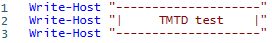 1 Write-Host "--------------------"
2 Write-Host "|     TMTD test    |"
3 Write-Host "--------------------"